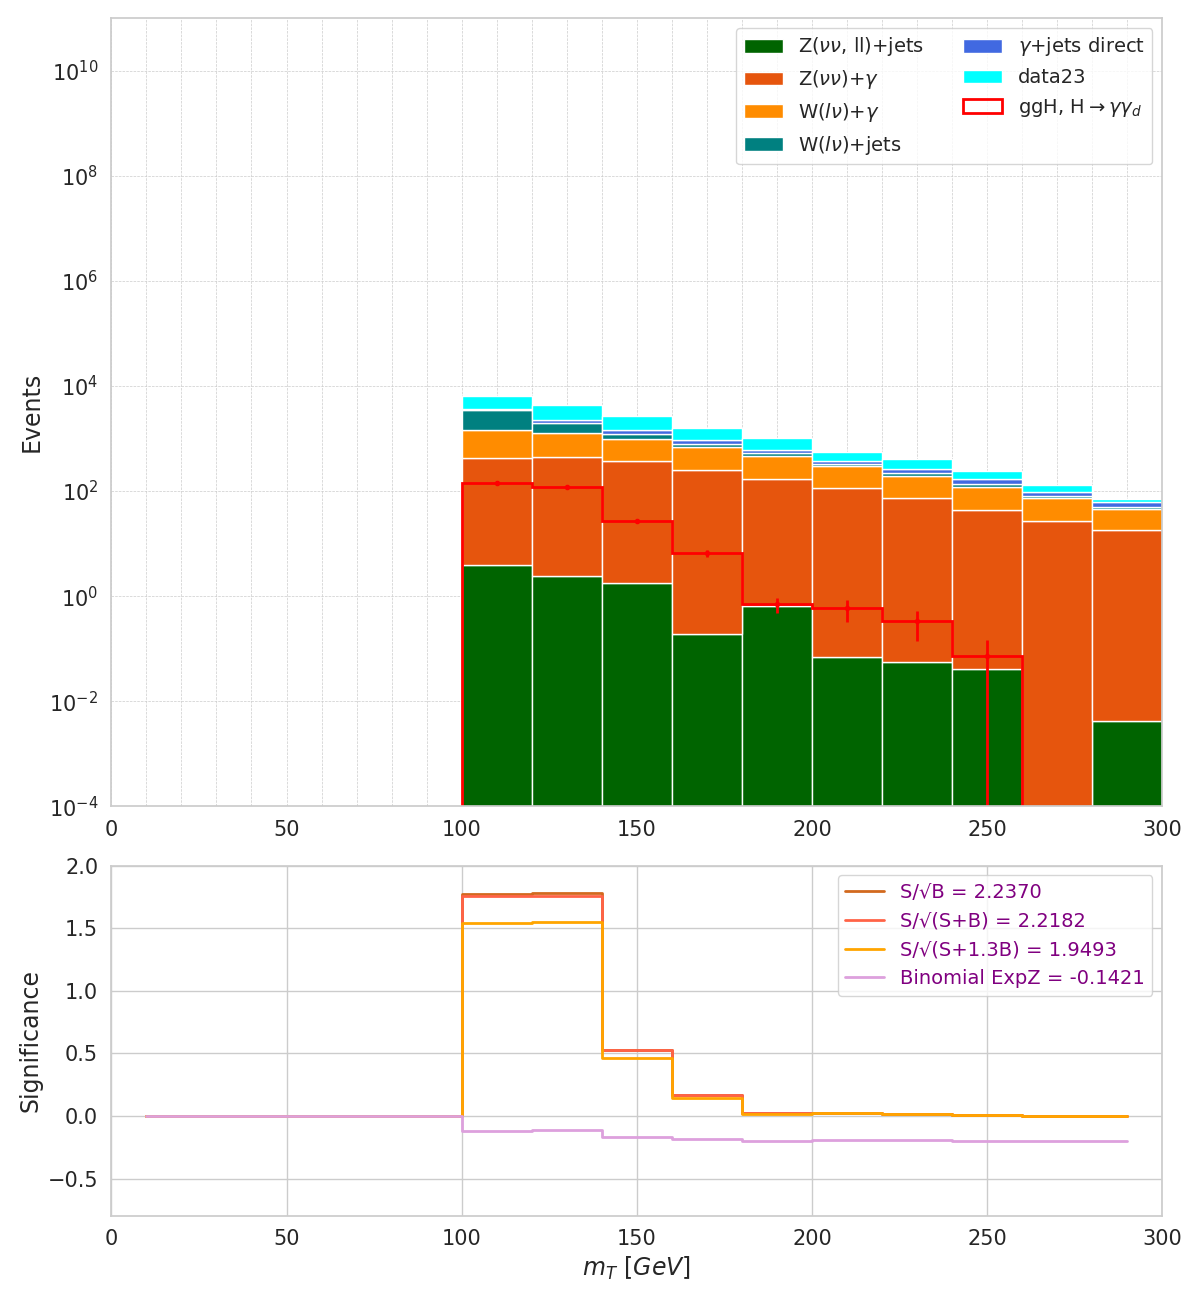 Z(νν, ll)+jets
Z(νν)+γ
W(lν)+γ
W(lν)+jets
γ+jets direct
data23
ggH, H→γγ_d
Events
10^10
10^8
10^6
10^4
10^2
10^0
10^−2
10^−4
0 50 100 150 200 250 300
S/√B = 2.2370
S/√(S+B) = 2.2182
S/√(S+1.3B) = 1.9493
Binomial ExpZ = -0.1421
Significance
2.0
1.5
1.0
0.5
0.0
−0.5
0 50 100 150 200 250 300
m_T [GeV]